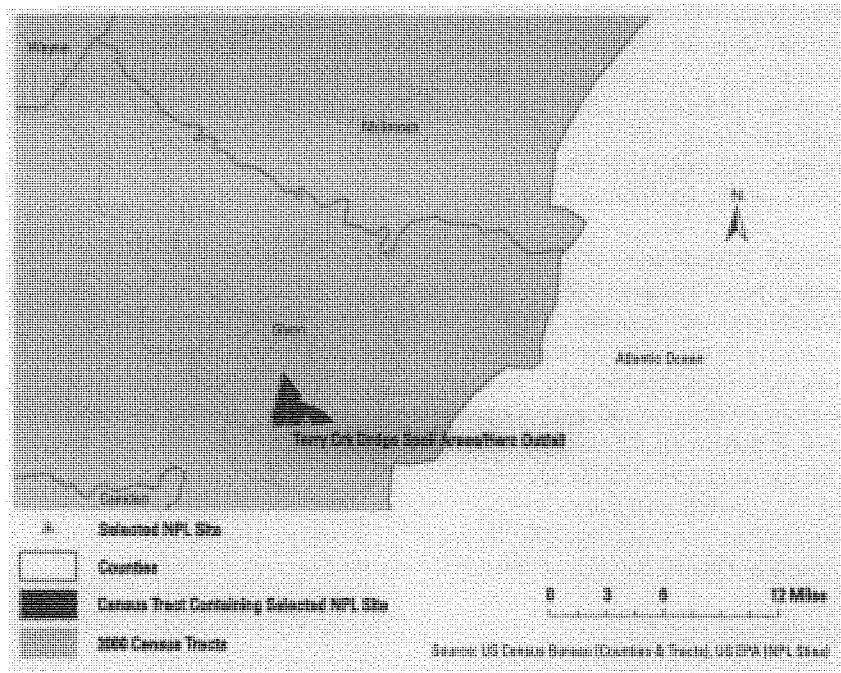 Wayne
McIntosh
N
Glynn
Atlantic Ocean
Terry Crk Dredge Spoil Areas/Herc Outfall
Camden
Selected NPL Site
Counties
Census Tract Containing Selected NPL Site
2000 Census Tracts
0 3 6 12 Miles
Source: US Census Bureau (Counties & Tracts), US EPA (NPL Sites)